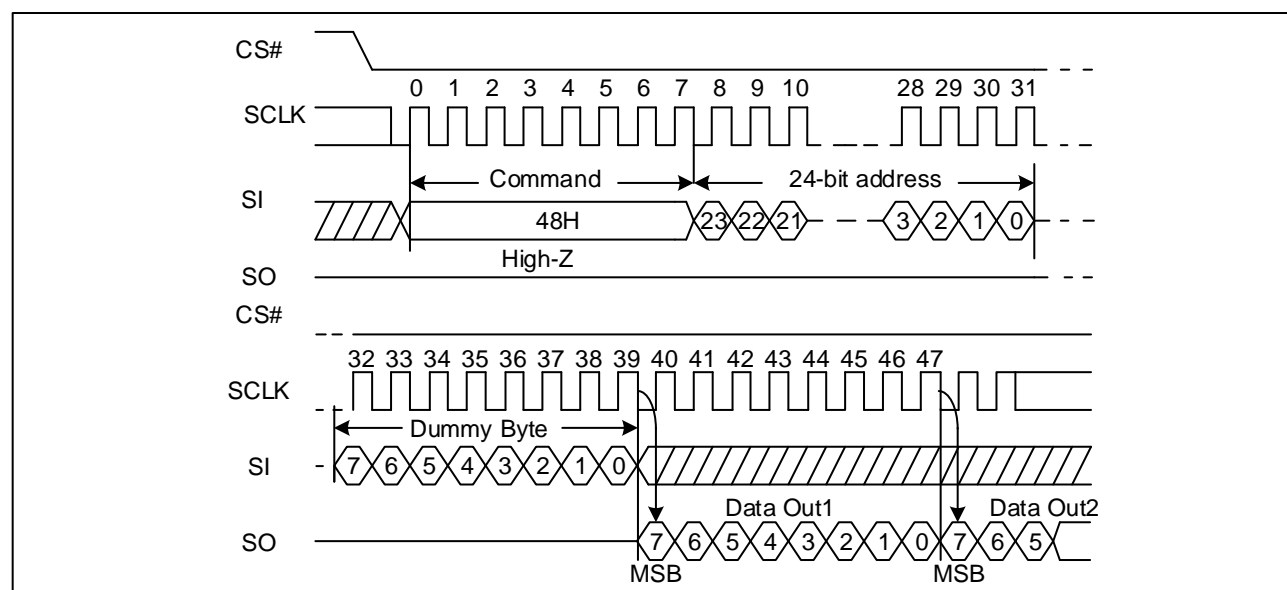 CS#
0 1 2 3 4 5 6 7 8 9 10 28 29 30 31
SCLK
Command 24-bit address
SI
48H 23 22 21 3 2 1 0
High-Z
SO
CS#
32 33 34 35 36 37 38 39 40 41 42 43 44 45 46 47
SCLK
Dummy Byte
SI 7 6 5 4 3 2 1 0
Data Out1 Data Out2
SO 7 6 5 4 3 2 1 0 7 6 5
MSB MSB